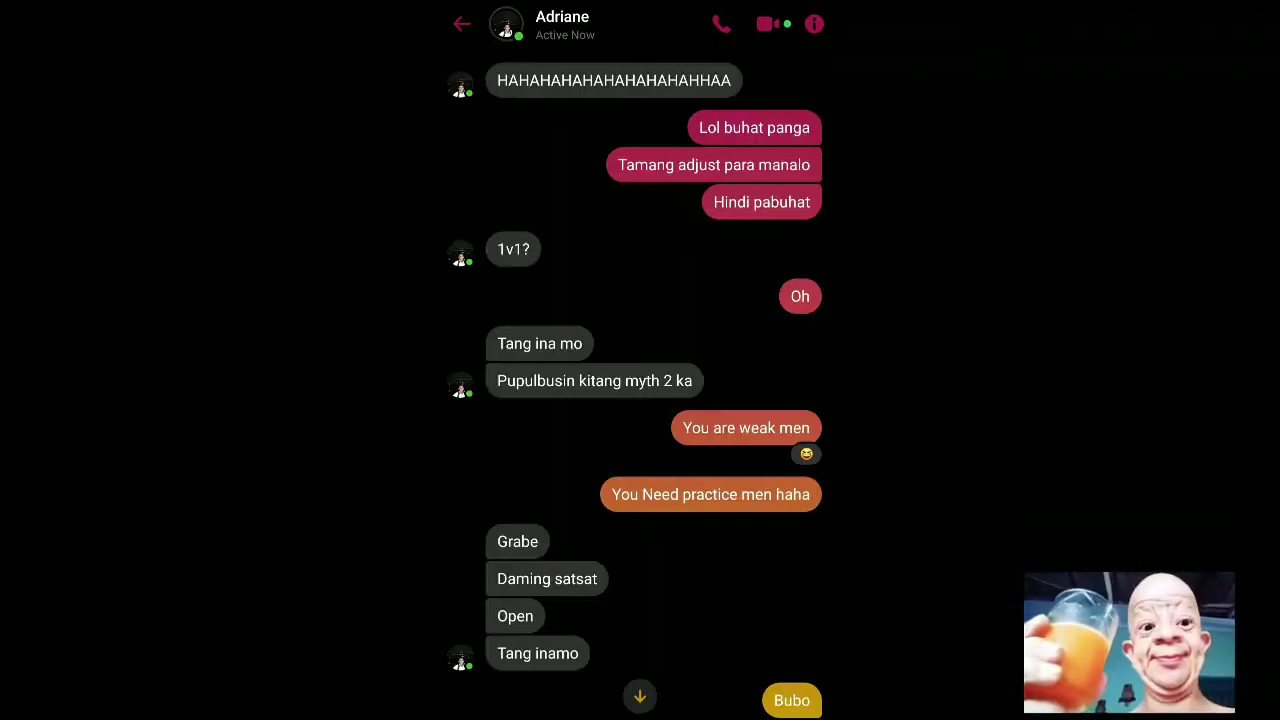 Adriane
Active Now
HAHAHAHAHAHAHAHAHAHHAA
Lol buhat panga
Tamang adjust para manalo
Hindi pabuhat
1v1?
Oh
Tang ina mo
Pupulbusin kitang myth 2 ka
You are weak men
You Need practice men haha
Grabe
Daming satsat
Open
Tang inamo
Bubo